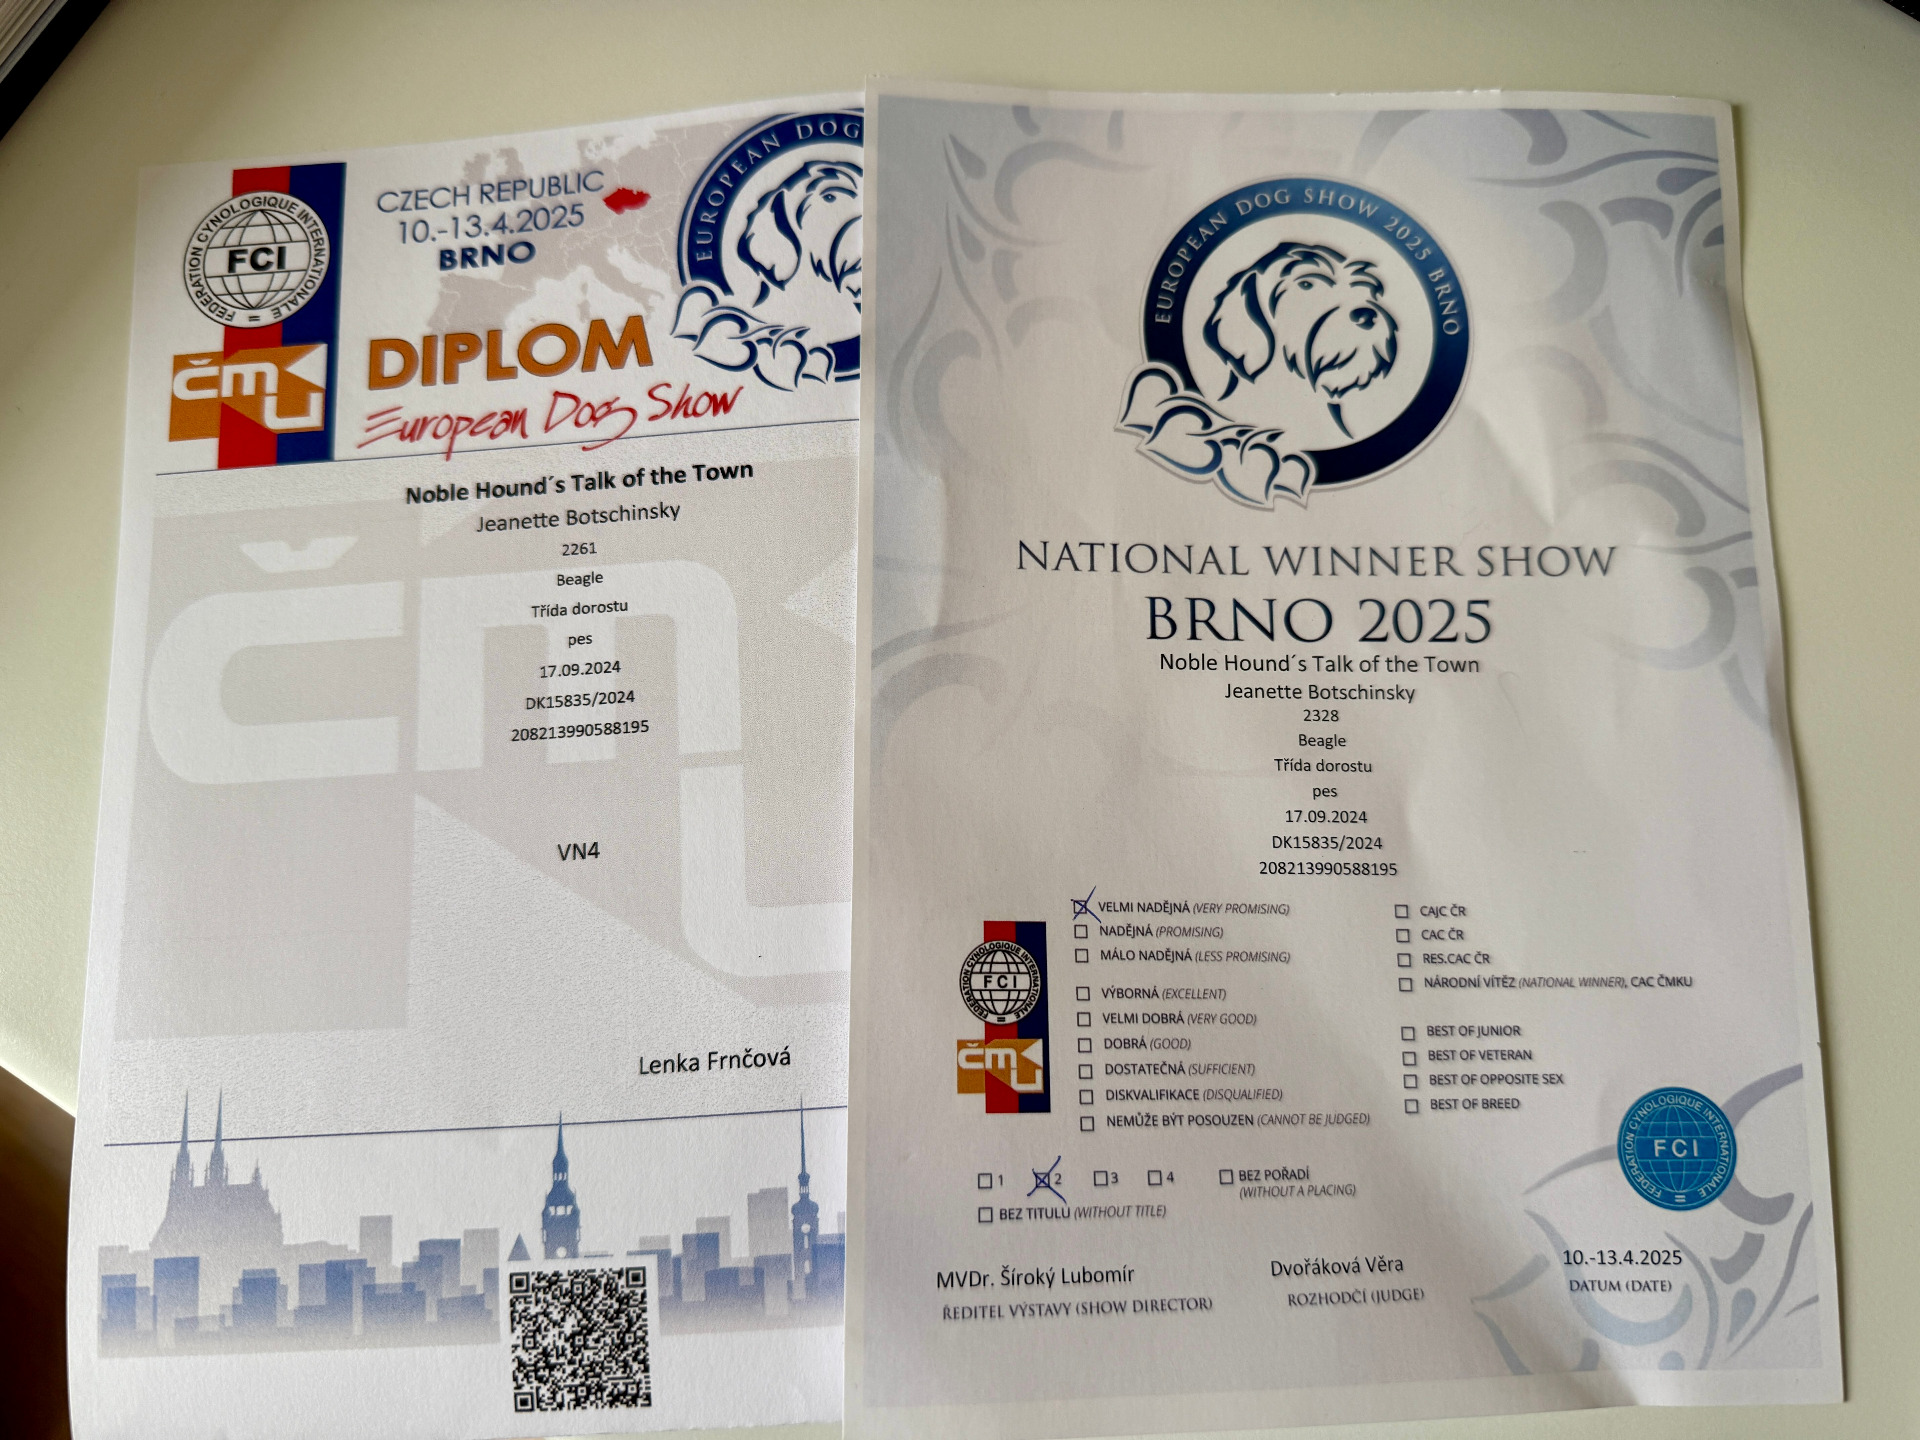 FEDERATION CYNOLOGIQUE INTERNATIONALE
FCI
ČMKU
CZECH REPUBLIC
10.-13.4.2025
BRNO
EUROPEAN DOG
DIPLOM
European Dog Show
Noble Hound´s Talk of the Town
Jeanette Botschinsky
2261
Beagle
Třída dorostu
pes
17.09.2024
DK15835/2024
208213990588195
VN4
Lenka Frnčová
EUROPEAN DOG SHOW 2025 BRNO
NATIONAL WINNER SHOW
BRNO 2025
Noble Hound´s Talk of the Town
Jeanette Botschinsky
2328
Beagle
Třída dorostu
pes
17.09.2024
DK15835/2024
208213990588195
VELMI NADĚJNÁ (VERY PROMISING)
NADĚJNÁ (PROMISING)
MÁLO NADĚJNÁ (LESS PROMISING)
VÝBORNÁ (EXCELLENT)
VELMI DOBRÁ (VERY GOOD)
DOBRÁ (GOOD)
DOSTATEČNÁ (SUFFICIENT)
DISKVALIFIKACE (DISQUALIFIED)
NEMŮŽE BÝT POSOUZEN (CANNOT BE JUDGED)
CAJC ČR
CAC ČR
RES.CAC ČR
NÁRODNÍ VÍTĚZ (NATIONAL WINNER), CAC ČMKU
BEST OF JUNIOR
BEST OF VETERAN
BEST OF OPPOSITE SEX
BEST OF BREED
FEDERATION CYNOLOGIQUE INTERNATIONALE
FCI
ČMKU
1 2 3 4 BEZ POŘADÍ
(WITHOUT A PLACING)
BEZ TITULU (WITHOUT TITLE)
FEDERATION CYNOLOGIQUE INTERNATIONALE
FCI
MVDr. Široký Lubomír
ŘEDITEL VÝSTAVY (SHOW DIRECTOR)
Dvořáková Věra
ROZHODČÍ (JUDGE)
10.-13.4.2025
DATUM (DATE)